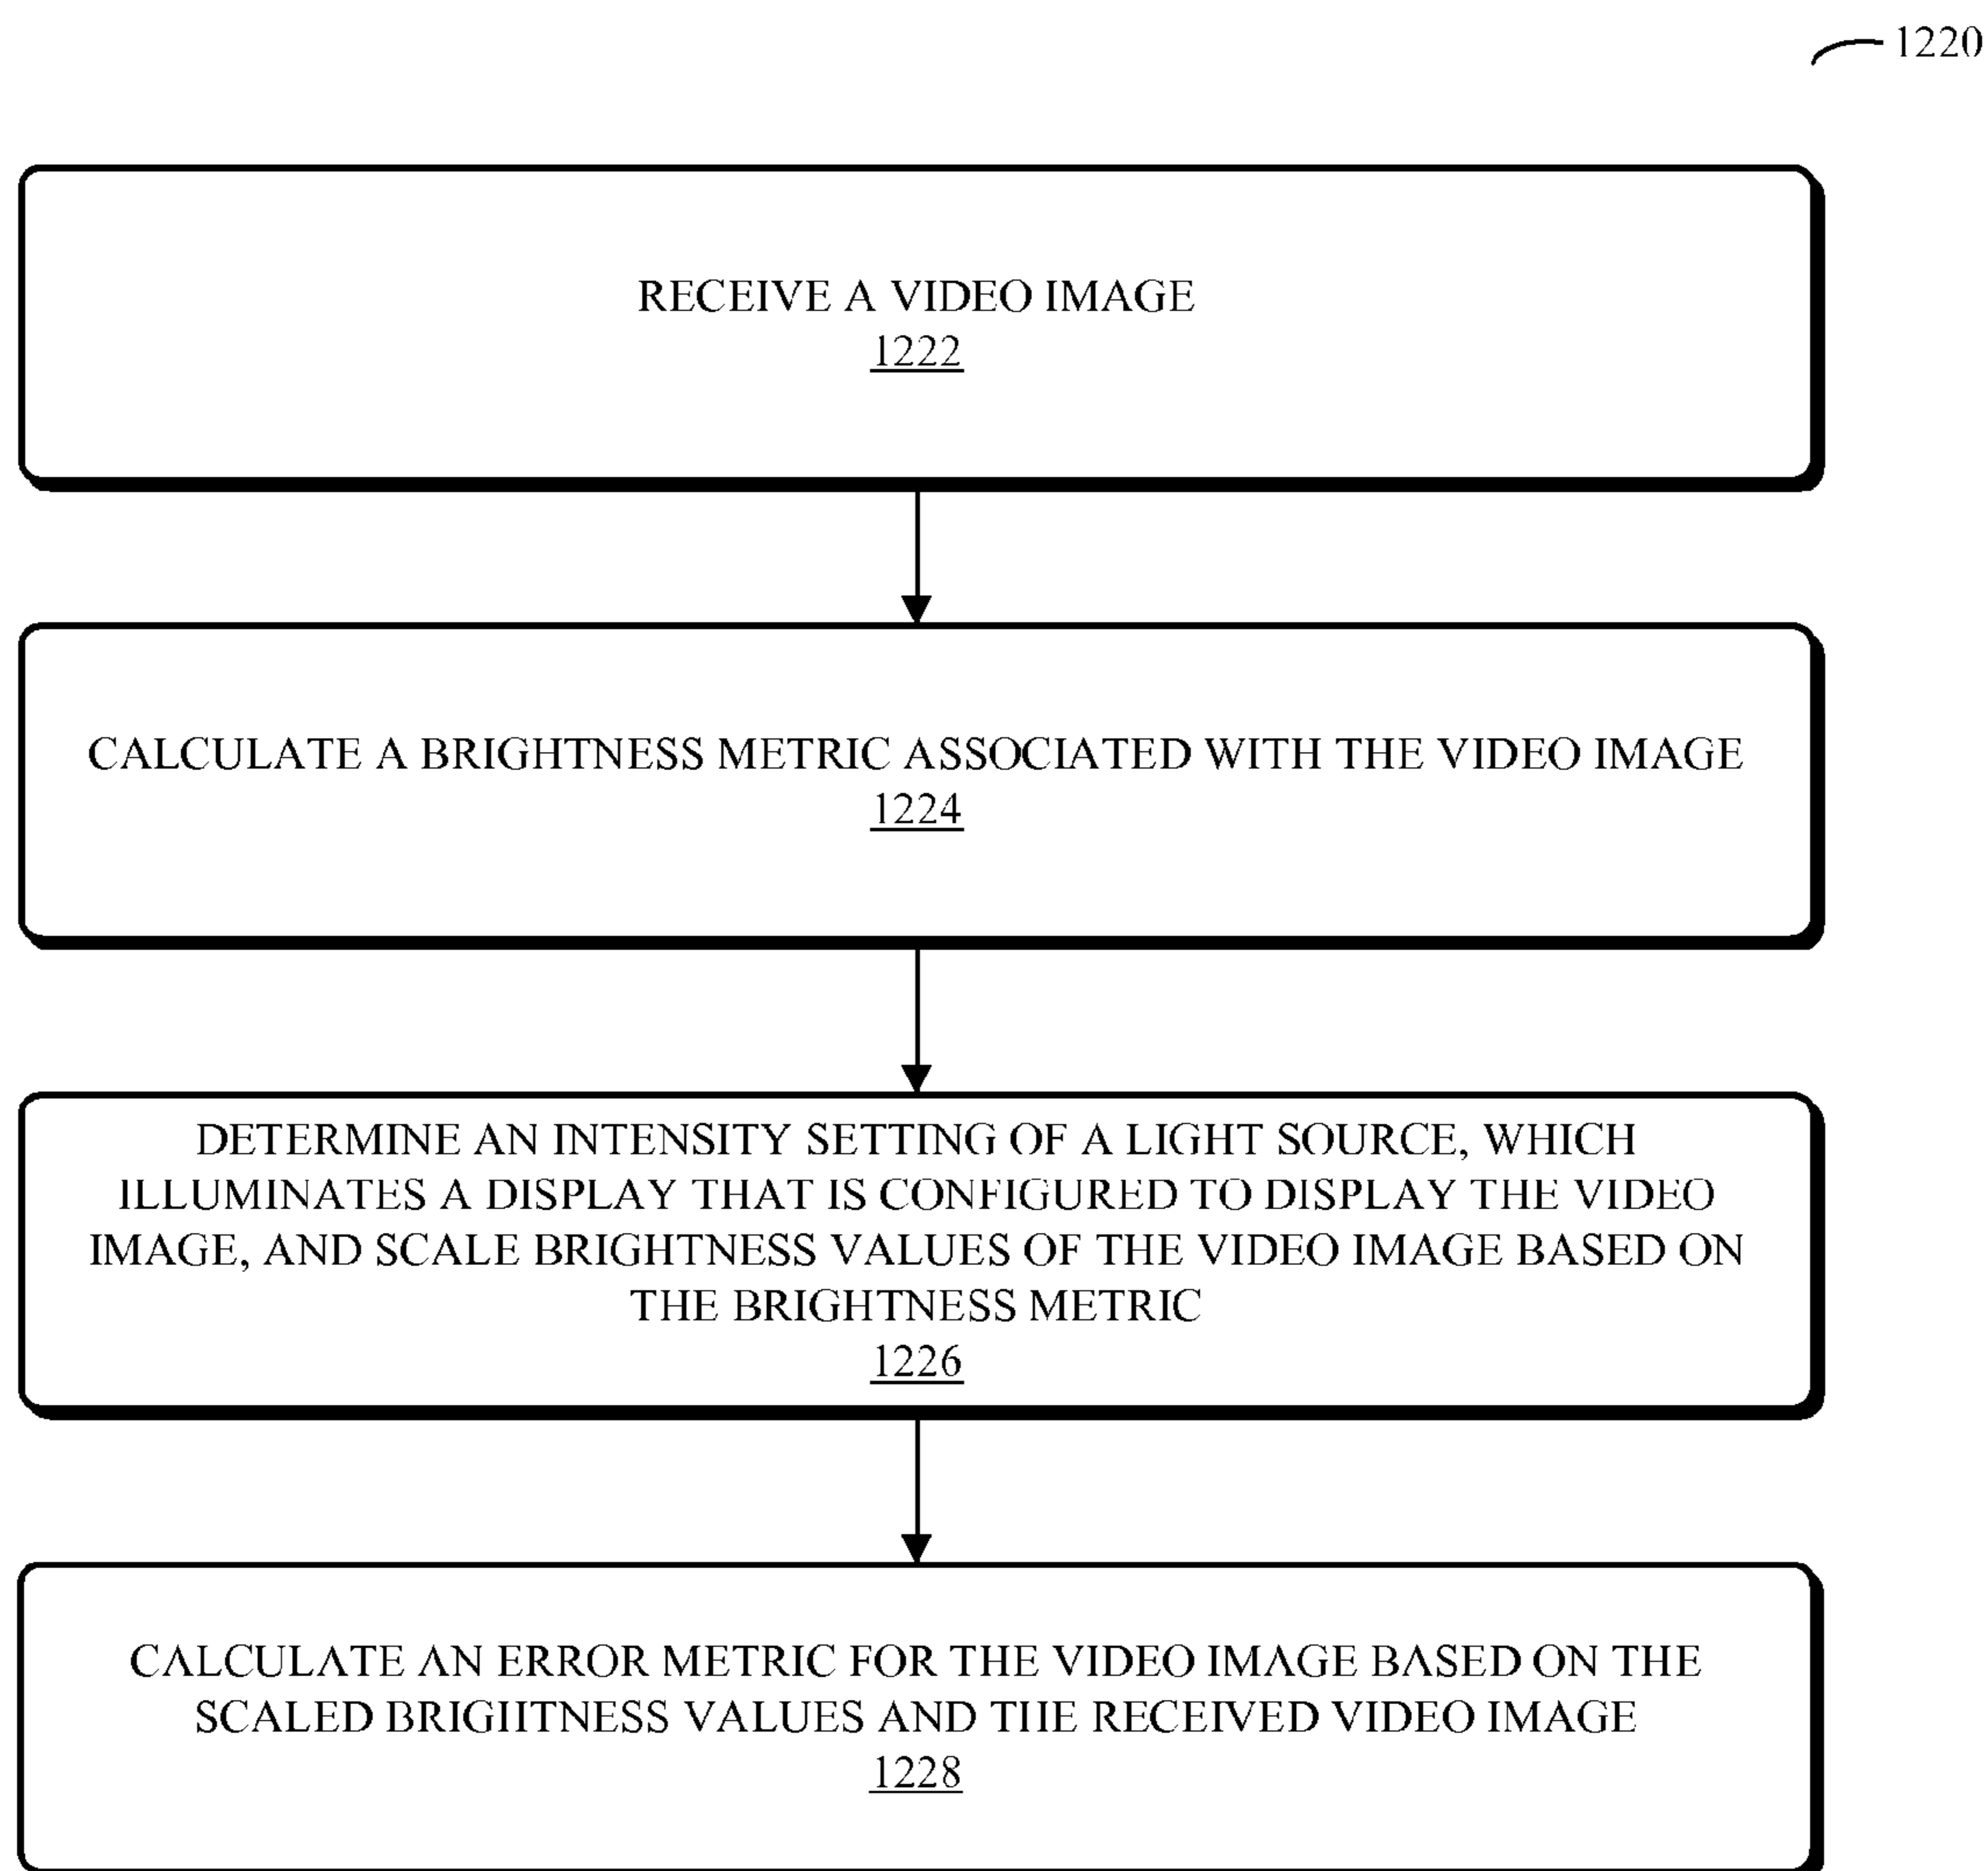 1220
RECEIVE A VIDEO IMAGE
1222
CALCULATE A BRIGHTNESS METRIC ASSOCIATED WITH THE VIDEO IMAGE
1224
DETERMINE AN INTENSITY SETTING OF A LIGHT SOURCE, WHICH
ILLUMINATES A DISPLAY THAT IS CONFIGURED TO DISPLAY THE VIDEO
IMAGE, AND SCALE BRIGHTNESS VALUES OF THE VIDEO IMAGE BASED ON
THE BRIGHTNESS METRIC
1226
CALCULATE AN ERROR METRIC FOR THE VIDEO IMAGE BASED ON THE
SCALED BRIGHTNESS VALUES AND THE RECEIVED VIDEO IMAGE
1228